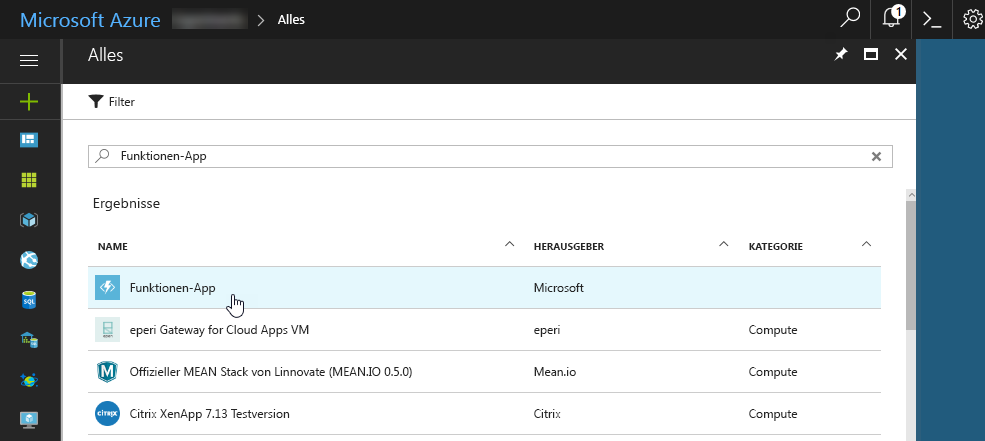 Microsoft Azure > Alles
1
Alles
Filter
Funktionen-App
Ergebnisse
NAME HERAUSGEBER KATEGORIE
Funktionen-App Microsoft
eperi Gateway for Cloud Apps VM eperi Compute
Offizieller MEAN Stack von Linnovate (MEAN.IO 0.5.0) Mean.io Compute
Citrix XenApp 7.13 Testversion Citrix Compute
SQL
CITRIX